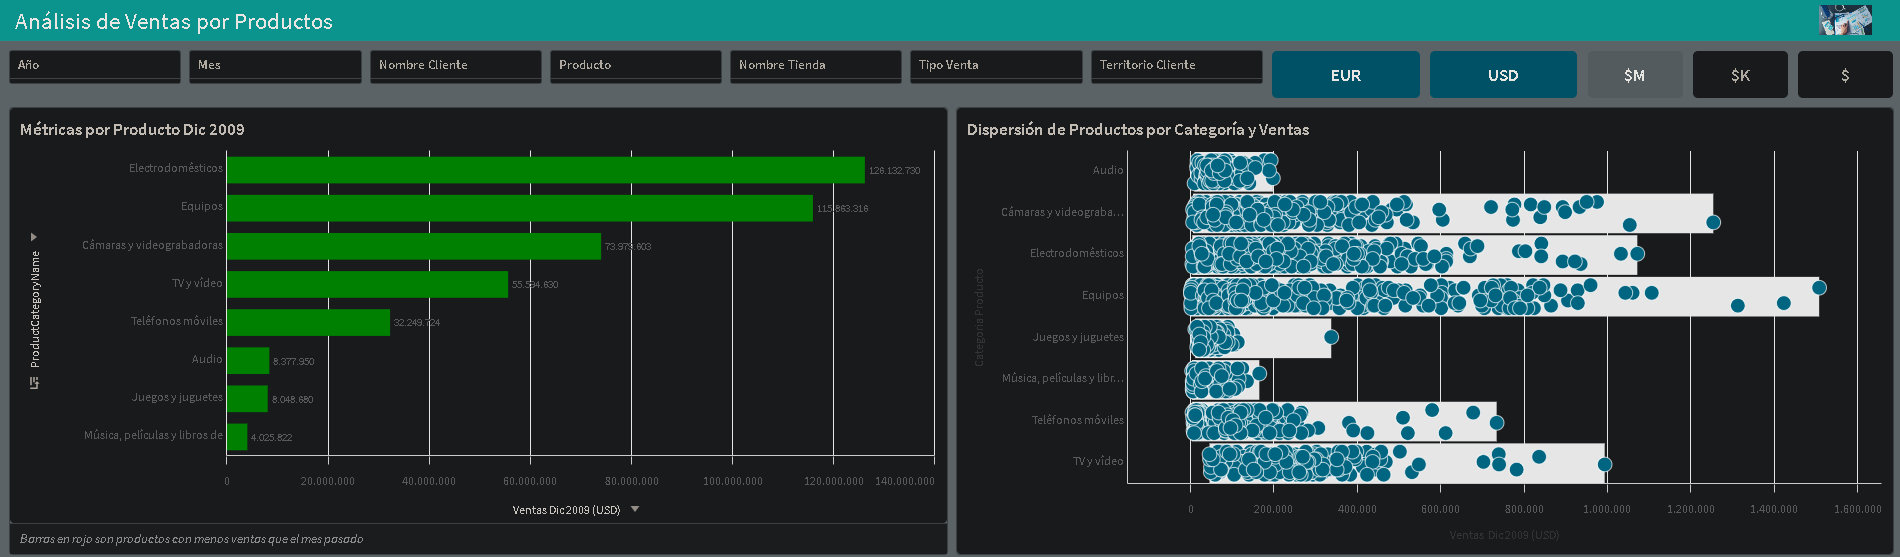 Análisis de Ventas por Productos
Año
Mes
Nombre Cliente
Producto
Nombre Tienda
Tipo Venta
Territorio Cliente
EUR
USD
$M
$K
$
Métricas por Producto Dic 2009
ProductCategoryName
Electrodomésticos
126.132.730
Equipos
115.863.316
Cámaras y videograbadoras
73.979.603
TV y vídeo
55.594.630
Teléfonos móviles
32.249.724
Audio
8.377.950
Juegos y juguetes
8.048.680
Música, películas y libros de
4.025.822
0
20.000.000
40.000.000
60.000.000
80.000.000
100.000.000
120.000.000
140.000.000
Ventas Dic2009 (USD)
Barras en rojo son productos con menos ventas que el mes pasado
Dispersión de Productos por Categoría y Ventas
Categoría Producto
Audio
Cámaras y videograba...
Electrodomésticos
Equipos
Juegos y juguetes
Música, películas y libr...
Teléfonos móviles
TV y vídeo
0
200.000
400.000
600.000
800.000
1.000.000
1.200.000
1.400.000
1.600.000
Ventas Dic2009 (USD)